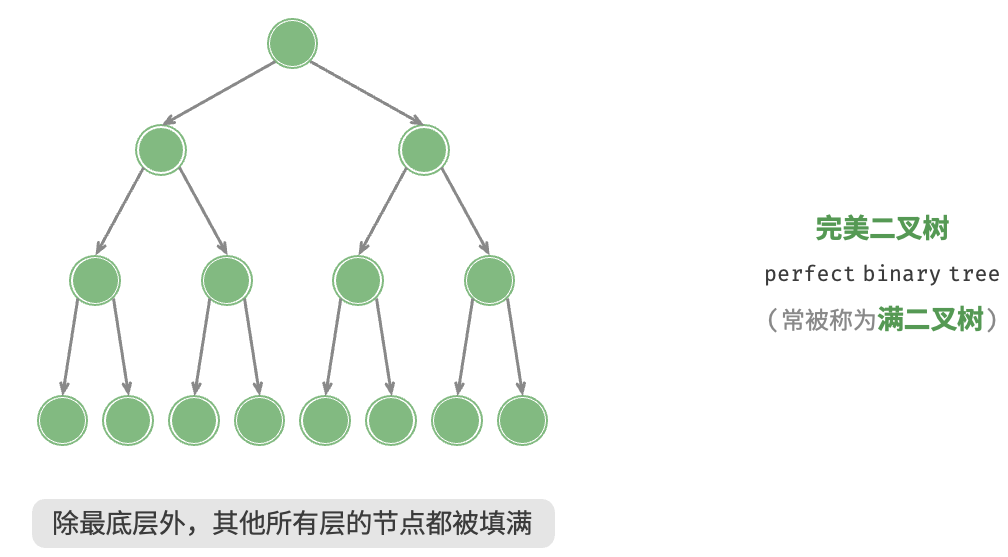 完美二叉树
perfect binary tree
（常被称为满二叉树）
除最底层外，其他所有层的节点都被填满